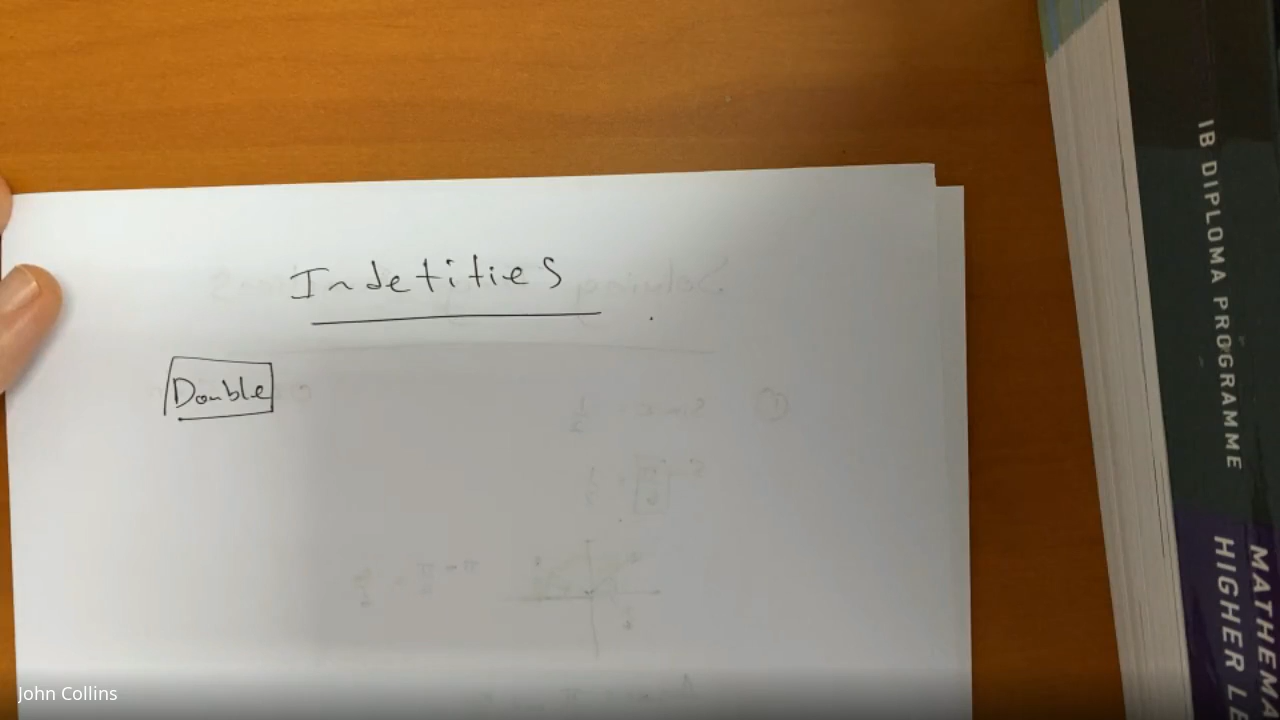 Indetities
Double
IB DIPLOMA PROGRAMME
MATHEMA
HIGHER LE
John Collins